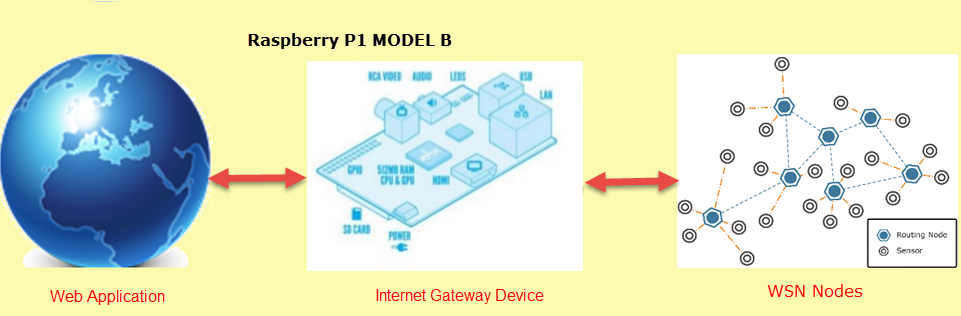 Raspberry P1 MODEL B
RCA VIDEO AUDIO LEDS USB
LAN
GPIO 512MB RAM
CPU & GPU HDMI
SD CARD
POWER
Routing Node
Sensor
Web Application
Internet Gateway Device
WSN Nodes